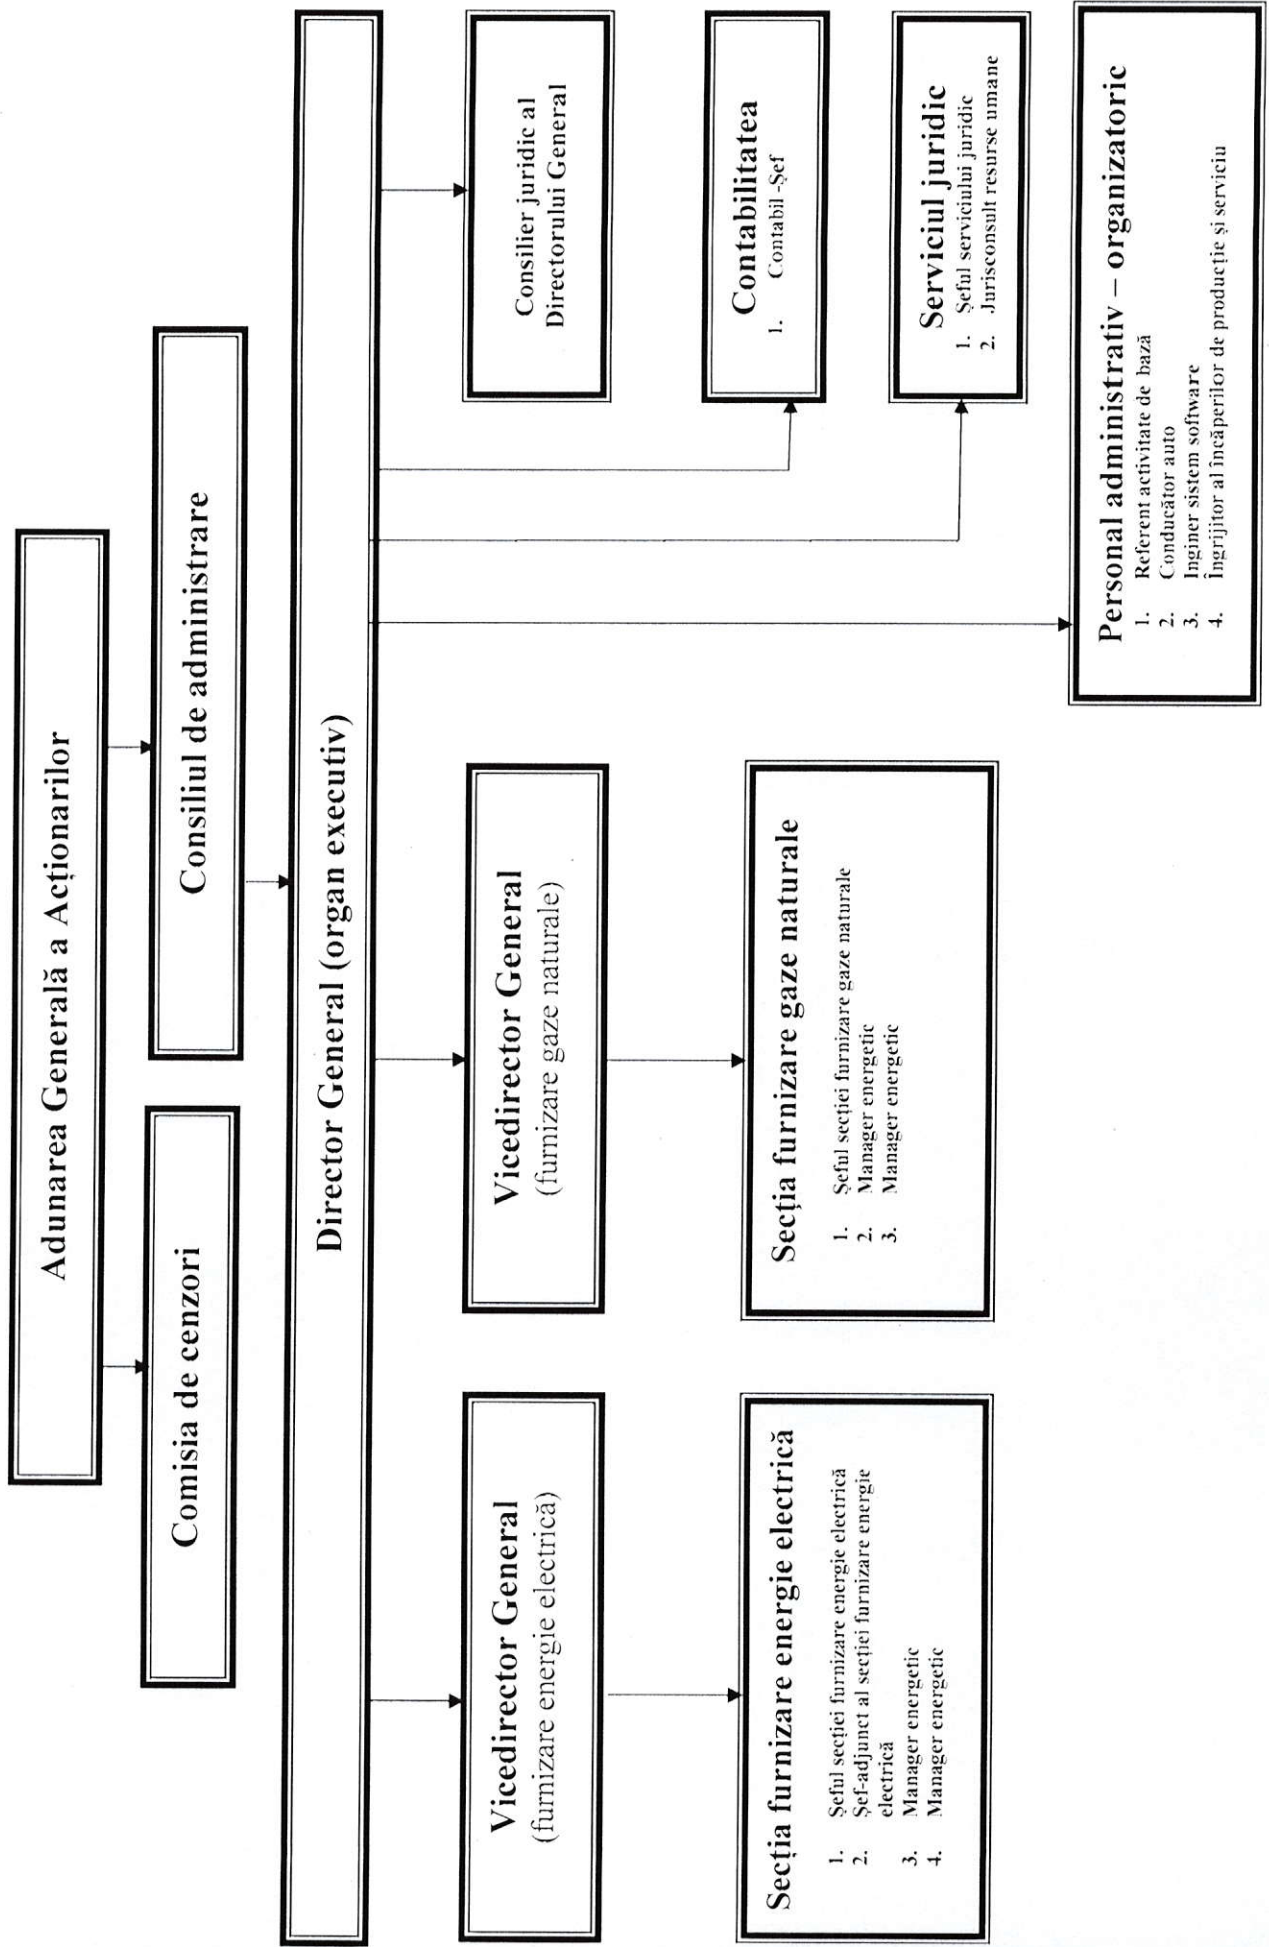 Adunarea Generală a Acționarilor
Comisia de cenzori
Consiliul de administrare
Director General (organ executiv)
Vicedirector General
(furnizare energie electrică)
Vicedirector General
(furnizare gaze naturale)
Consilier juridic al
Directorului General
Secția furnizare energie electrică
1. Șeful secției furnizare energie electrică
2. Șef-adjunct al secției furnizare energie
electrică
3. Manager energetic
4. Manager energetic
Secția furnizare gaze naturale
1. Șeful secției furnizare gaze naturale
2. Manager energetic
3. Manager energetic
Contabilitatea
1. Contabil -Șef
Serviciul juridic
1. Șeful serviciului juridic
2. Jurisconsult resurse umane
Personal administrativ – organizatoric
1. Referent activitate de bază
2. Conducător auto
3. Inginer sistem software
4. Îngrijitor al încăperilor de producție și serviciu